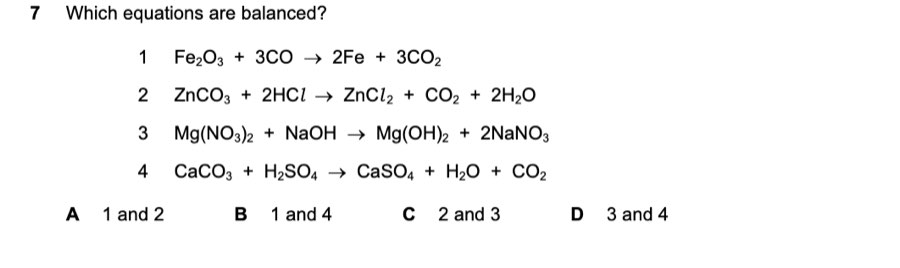 7 Which equations are balanced?
1 Fe₂O₃ + 3CO → 2Fe + 3CO₂
2 ZnCO₃ + 2HCl → ZnCl₂ + CO₂ + 2H₂O
3 Mg(NO₃)₂ + NaOH → Mg(OH)₂ + 2NaNO₃
4 CaCO₃ + H₂SO₄ → CaSO₄ + H₂O + CO₂
A 1 and 2 B 1 and 4 C 2 and 3 D 3 and 4